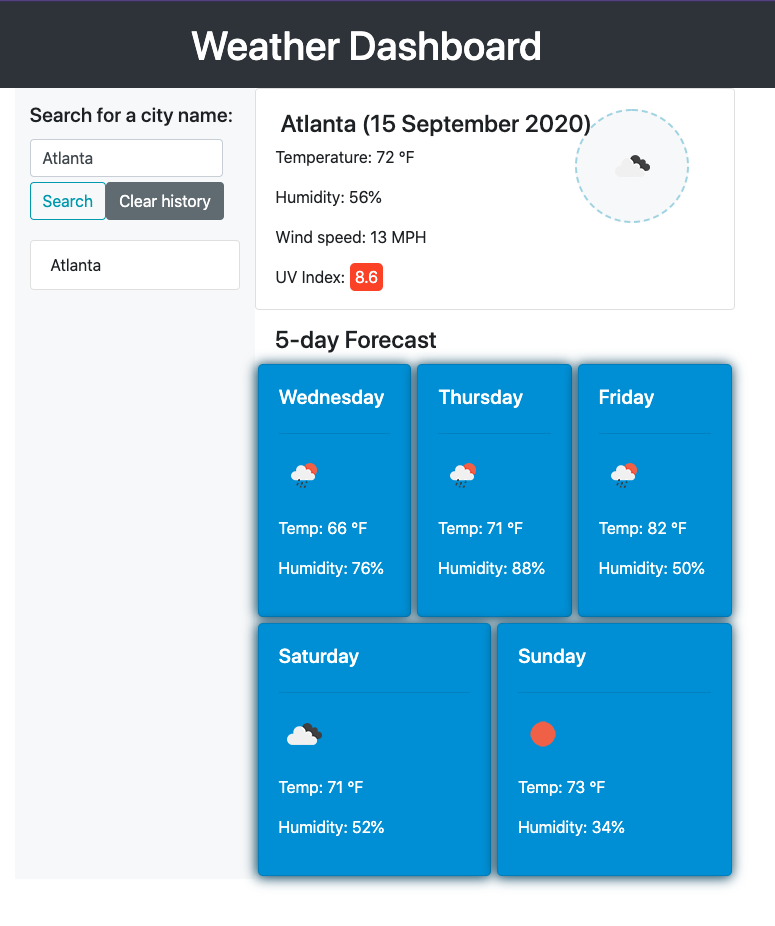 Weather Dashboard
Search for a city name:
Atlanta
Search Clear history
Atlanta
Atlanta (15 September 2020)
Temperature: 72 °F
Humidity: 56%
Wind speed: 13 MPH
UV Index: 8.6
5-day Forecast
Wednesday
Temp: 66 °F
Humidity: 76%
Thursday
Temp: 71 °F
Humidity: 88%
Friday
Temp: 82 °F
Humidity: 50%
Saturday
Temp: 71 °F
Humidity: 52%
Sunday
Temp: 73 °F
Humidity: 34%